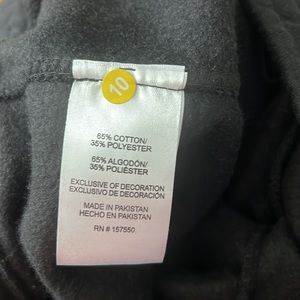 10
65% COTTON/
35% POLYESTER
65% ALGODÓN/
35% POLIÉSTER
EXCLUSIVE OF DECORATION
EXCLUSIVO DE DECORACIÓN
MADE IN PAKISTAN
HECHO EN PAKISTAN
RN # 157550